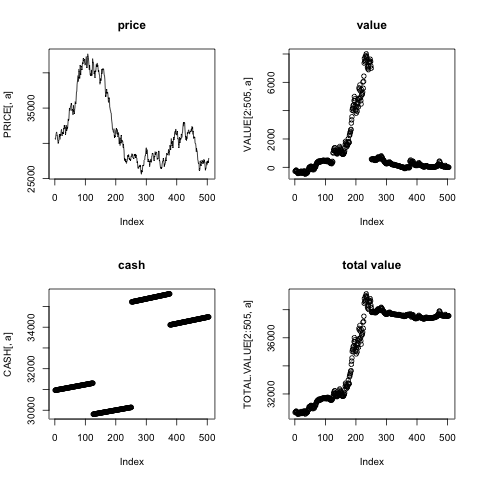 price
value
PRICE[, a]
25000
35000
0 100 200 300 400 500
Index
VALUE[2:505, a]
0
2000
6000
0 100 200 300 400 500
Index
cash
total value
CASH[, a]
30000
32000
34000
0 100 200 300 400 500
Index
TOTAL.VALUE[2:505, a]
32000
36000
0 100 200 300 400 500
Index